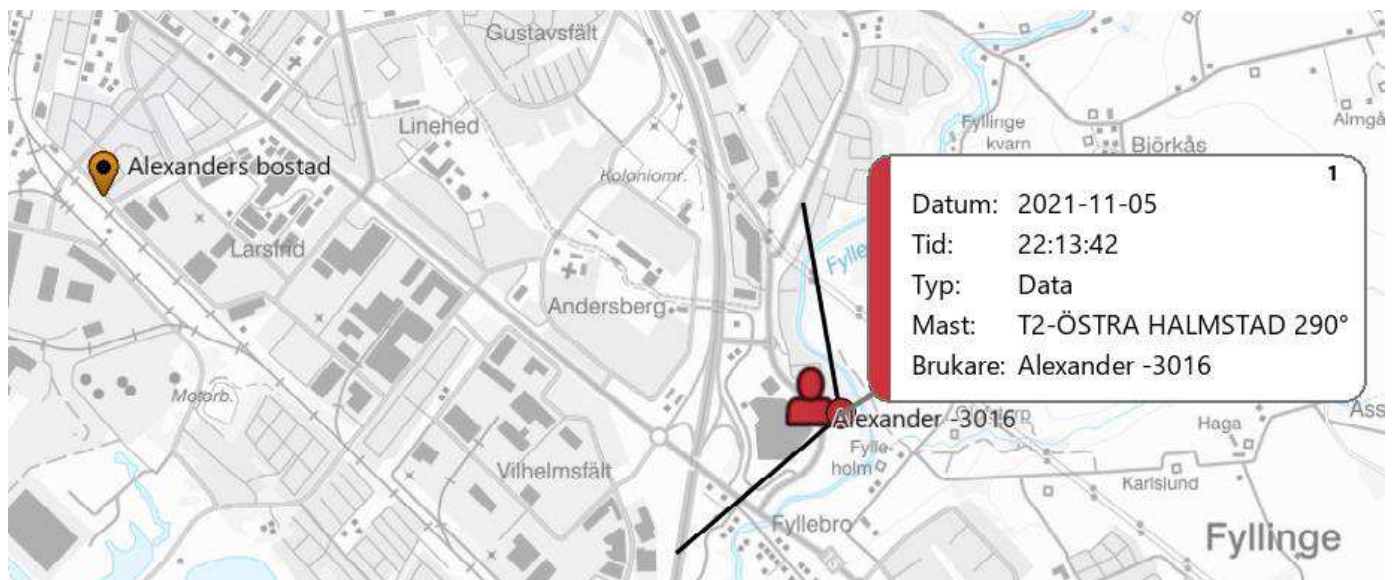 Gustavsfält
Linehed
Fyllinge
kvarn
Björkås
Almgå
Alexanders bostad
Koloniomr.
1
Datum: 2021-11-05
Tid: 22:13:42
Typ: Data
Mast: T2-ÖSTRA HALMSTAD 290°
Brukare: Alexander -3016
Larsfrid
Fylle
Andersberg
Motorb.
Alexander -3016
Haga
Ass
Fylle-
holm
Vilhelmsfält
Karlslund
Fyllebro
Fyllinge